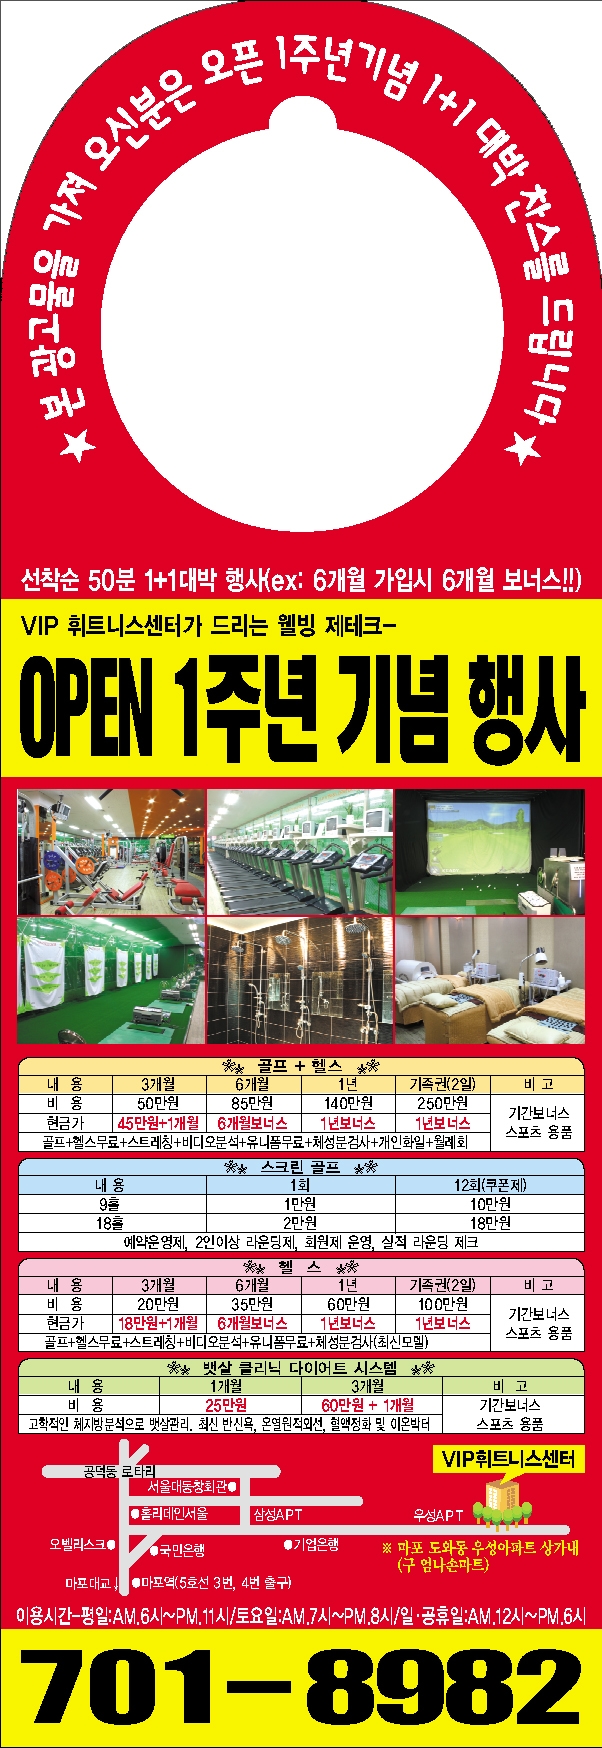 ★ 본 광고물을 가져 오신분은 오픈 1주년기념 1+1 대박 찬스를 드립니다 ★
선착순 50분 1+1대박 행사(ex: 6개월 가입시 6개월 보너스!!)
VIP 휘트니스센터가 드리는 웰빙 제테크-
OPEN 1주년 기념 행사
골프 + 헬스
내 용 3개월 6개월 1년 기족권(2일) 비 고
비 용 50만원 85만원 140만원 250만원 기간보너스
현금가 45만원+1개월 6개월보너스 1년보너스 1년보너스 스포츠 용품
골프+헬스무료+스트레칭+비디오분석+유니폼무료+체성분검사+개인화일+월례회
스크린 골프
내 용 1회 12회(쿠폰제)
9홀 1만원 10만원
18홀 2만원 18만원
예약운영제, 2인이상 라운딩제, 회원제 운영, 실적 라운딩 체크
헬 스
내 용 3개월 6개월 1년 기족권(2일) 비 고
비 용 20만원 35만원 60만원 100만원 기간보너스
현금가 18만원+1개월 6개월보너스 1년보너스 1년보너스 스포츠 용품
골프+헬스무료+스트레칭+비디오분석+유니폼무료+체성분검사(최신모델)
뱃살 클리닉 다이어트 시스템
내 용 1개월 3개월 비 고
비 용 25만원 60만원 + 1개월 기간보너스
고학적인 체지방분석으로 뱃살관리. 최신 반신욕, 온열원적외선, 혈액정화 및 이온박터 스포츠 용품
공덕동 로타리
서울대동창회관
VIP휘트니스센터
홀리데인서울
삼성APT
우성APT
오벨리스크
국민은행
기업은행
※ 마포 도화동 우성아파트 상가내
(구 엄나손마트)
마포대교↓
마포역(5호선 3번, 4번 출구)
이용시간-평일:AM.6시~PM.11시/토요일:AM.7시~PM.8시/일·공휴일:AM.12시~PM.6시
701-8982